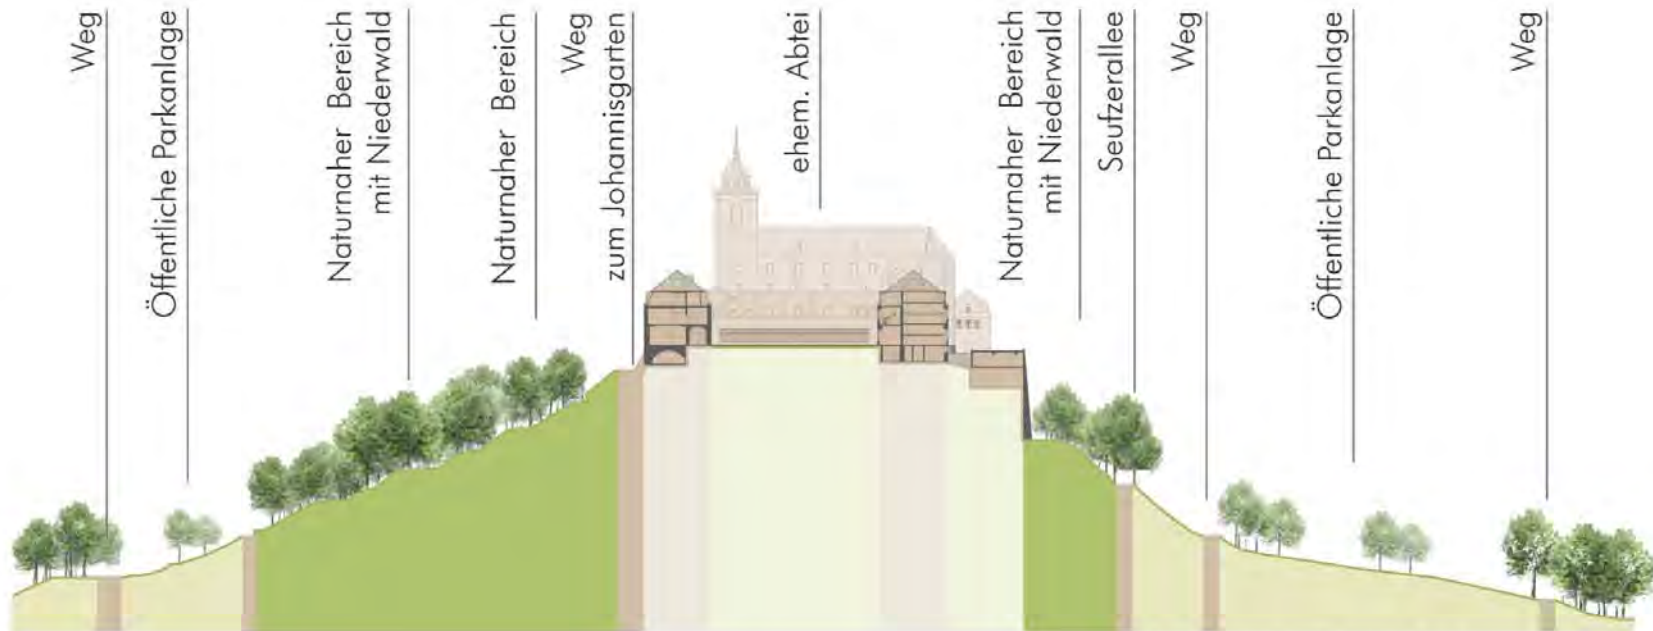 Weg
Öffentliche Parkanlage
Naturnaher Bereich
mit Niederwald
Naturnaher Bereich
Weg
zum Johannisgarten
ehem. Abtei
Naturnaher Bereich
mit Niederwald
Seufzerallee
Weg
Öffentliche Parkanlage
Weg